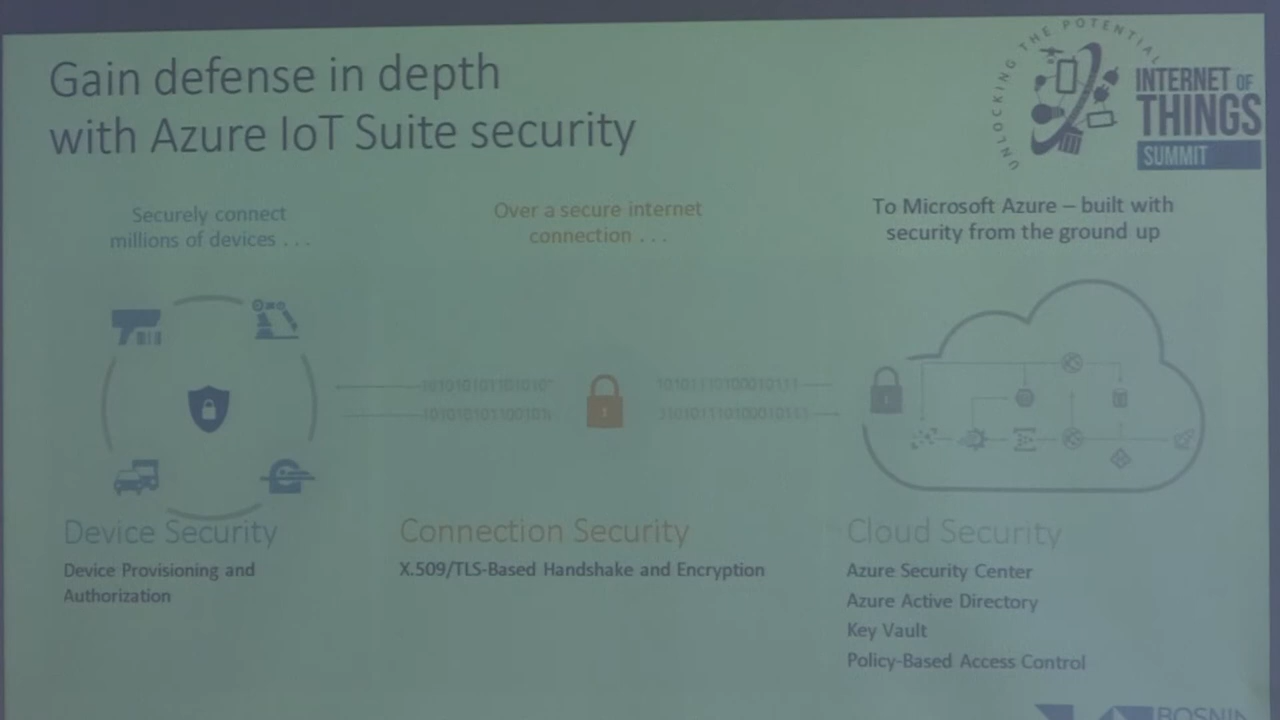 Gain defense in depth
with Azure IoT Suite security
UNLOCKING THE POTENTIAL
INTERNET OF
THINGS
SUMMIT
Securely connect
millions of devices . . .
Over a secure internet
connection . . .
To Microsoft Azure – built with
security from the ground up
Device Security
Device Provisioning and
Authorization
Connection Security
X.509/TLS-Based Handshake and Encryption
Cloud Security
Azure Security Center
Azure Active Directory
Key Vault
Policy-Based Access Control